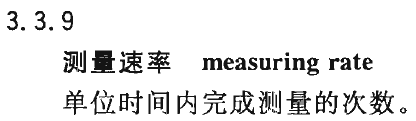 3.3.9
测量速率 measuring rate
单位时间内完成测量的次数。